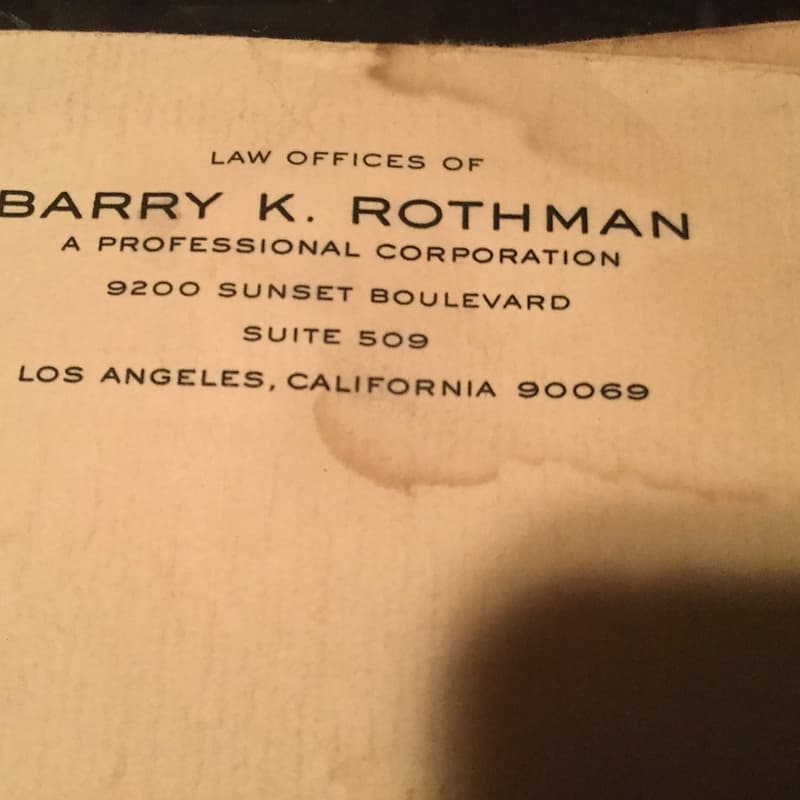 LAW OFFICES OF
BARRY K. ROTHMAN
A PROFESSIONAL CORPORATION
9200 SUNSET BOULEVARD
SUITE 509
LOS ANGELES, CALIFORNIA 90069